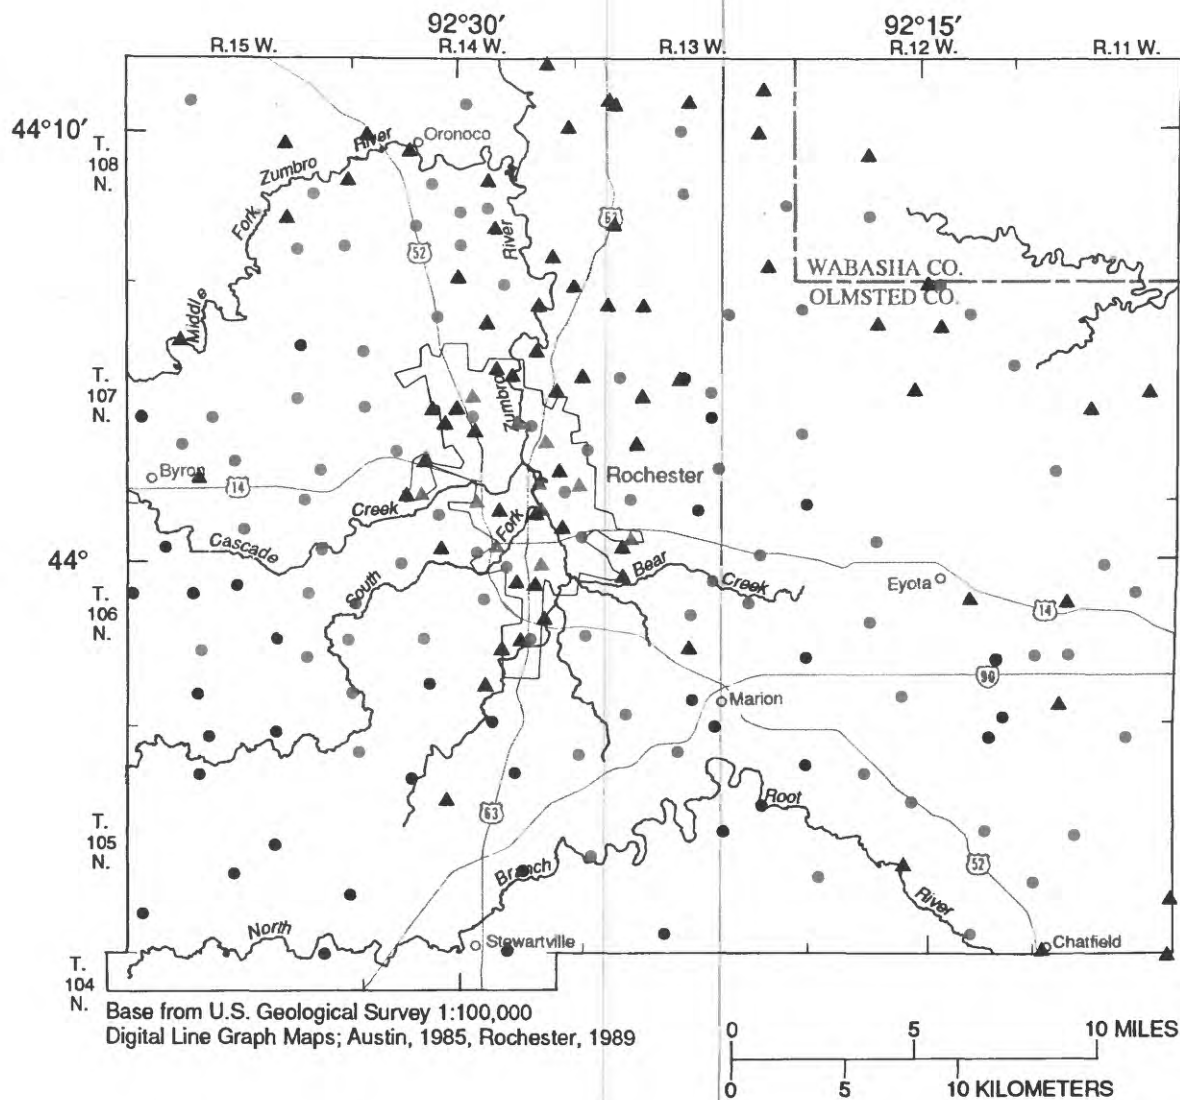 92°30′ 92°15′
R.15 W. R.14 W. R.13 W. R.12 W. R.11 W.
44°10′
T.
108
N.
Oronoco
Zumbro River
Fork
Middle
52
River
63
WABASHA CO.
OLMSTED CO.
T.
107
N.
Zumbro
Byron
14
Rochester
Creek
Fork
Cascade
44°
Bear
Creek
Eyota
14
T.
106
N.
South
90
Marion
Root
T.
105
N.
63
52
Branch
River
North
Stewartville
Chatfield
T.
104
N.
Base from U.S. Geological Survey 1:100,000
Digital Line Graph Maps; Austin, 1985, Rochester, 1989
0 5 10 MILES
0 5 10 KILOMETERS